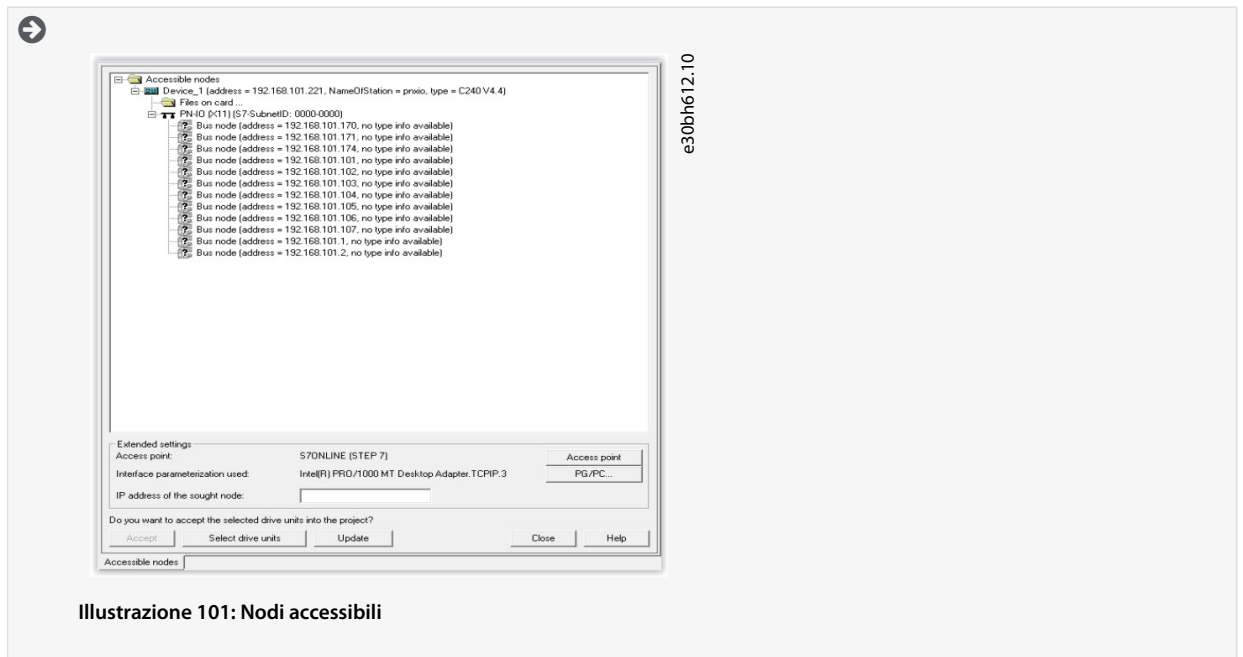 Accessible nodes
Device_1 (address = 192.168.101.221, NameOfStation = pnxio, type = C240 V4.4)
Files on card ...
PN-IO (X11) (S7-SubnetID: 0000-0000)
Bus node (address = 192.168.101.170, no type info available)
Bus node (address = 192.168.101.171, no type info available)
Bus node (address = 192.168.101.174, no type info available)
Bus node (address = 192.168.101.101, no type info available)
Bus node (address = 192.168.101.102, no type info available)
Bus node (address = 192.168.101.103, no type info available)
Bus node (address = 192.168.101.104, no type info available)
Bus node (address = 192.168.101.105, no type info available)
Bus node (address = 192.168.101.106, no type info available)
Bus node (address = 192.168.101.107, no type info available)
Bus node (address = 192.168.101.1, no type info available)
Bus node (address = 192.168.101.2, no type info available)
Extended settings
Access point: S7ONLINE (STEP 7) Access point
Interface parameterization used: Intel(R) PRO/1000 MT Desktop Adapter.TCPIP.3 PG/PC...
IP address of the sought node:
Do you want to accept the selected drive units into the project?
Accept Select drive units Update Close Help
Accessible nodes
e30bh612.10
Illustrazione 101: Nodi accessibili